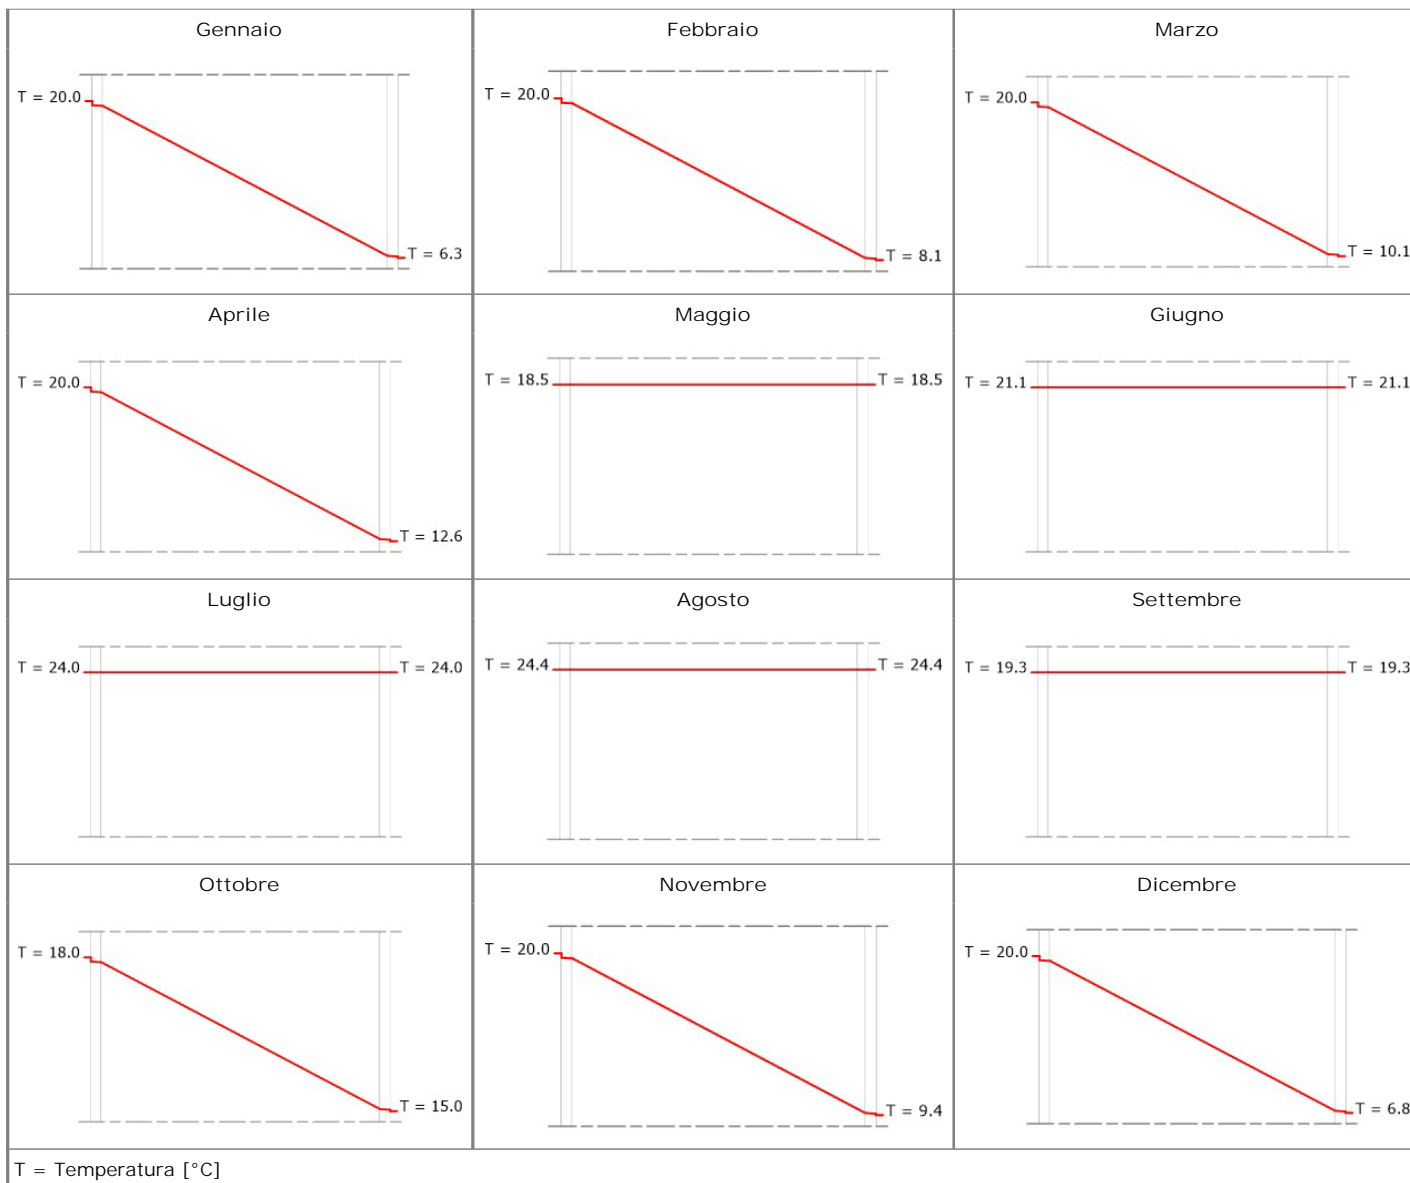 Gennaio
Febbraio
Marzo
T = 20.0
T = 6.3
T = 20.0
T = 8.1
T = 20.0
T = 10.1
Aprile
Maggio
Giugno
T = 20.0
T = 12.6
T = 18.5
T = 18.5
T = 21.1
T = 21.1
Luglio
Agosto
Settembre
T = 24.0
T = 24.0
T = 24.4
T = 24.4
T = 19.3
T = 19.3
Ottobre
Novembre
Dicembre
T = 18.0
T = 15.0
T = 20.0
T = 9.4
T = 20.0
T = 6.8
T = Temperatura [°C]